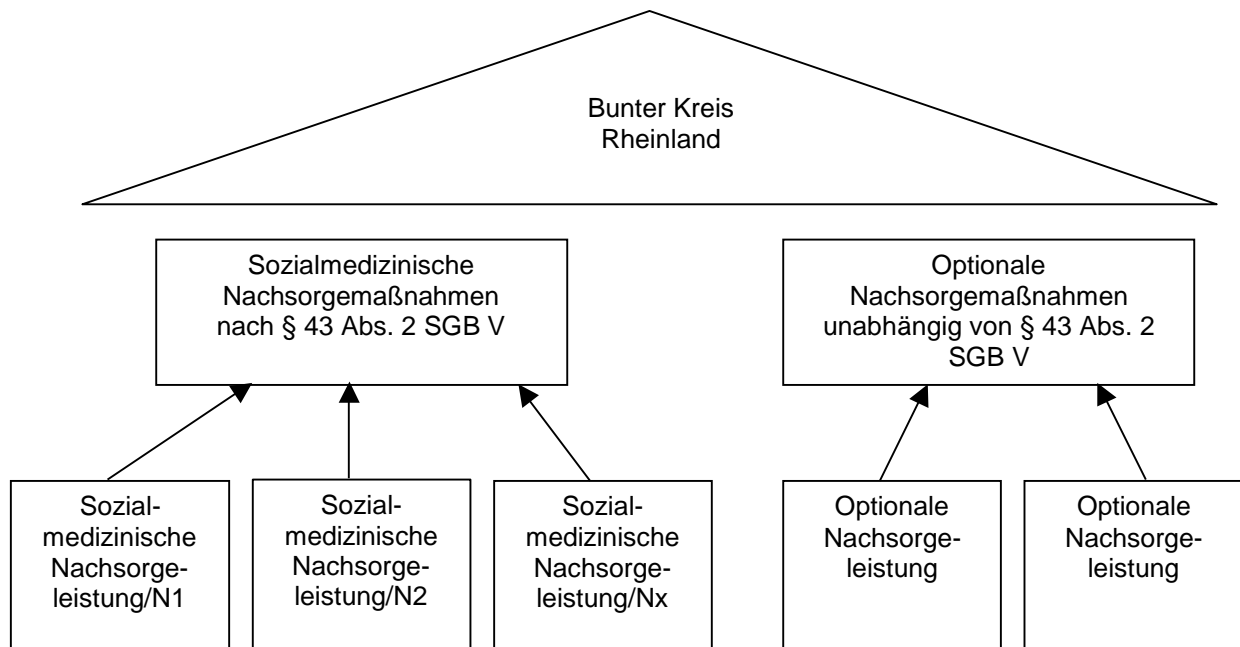 Bunter Kreis
Rheinland
Sozialmedizinische
Nachsorgemaßnahmen
nach § 43 Abs. 2 SGB V
Optionale
Nachsorgemaßnahmen
unabhängig von § 43 Abs. 2
SGB V
Sozial-
medizinische
Nachsorge-
leistung/N1
Sozial-
medizinische
Nachsorge-
leistung/N2
Sozial-
medizinische
Nachsorge-
leistung/Nx
Optionale
Nachsorge-
leistung
Optionale
Nachsorge-
leistung